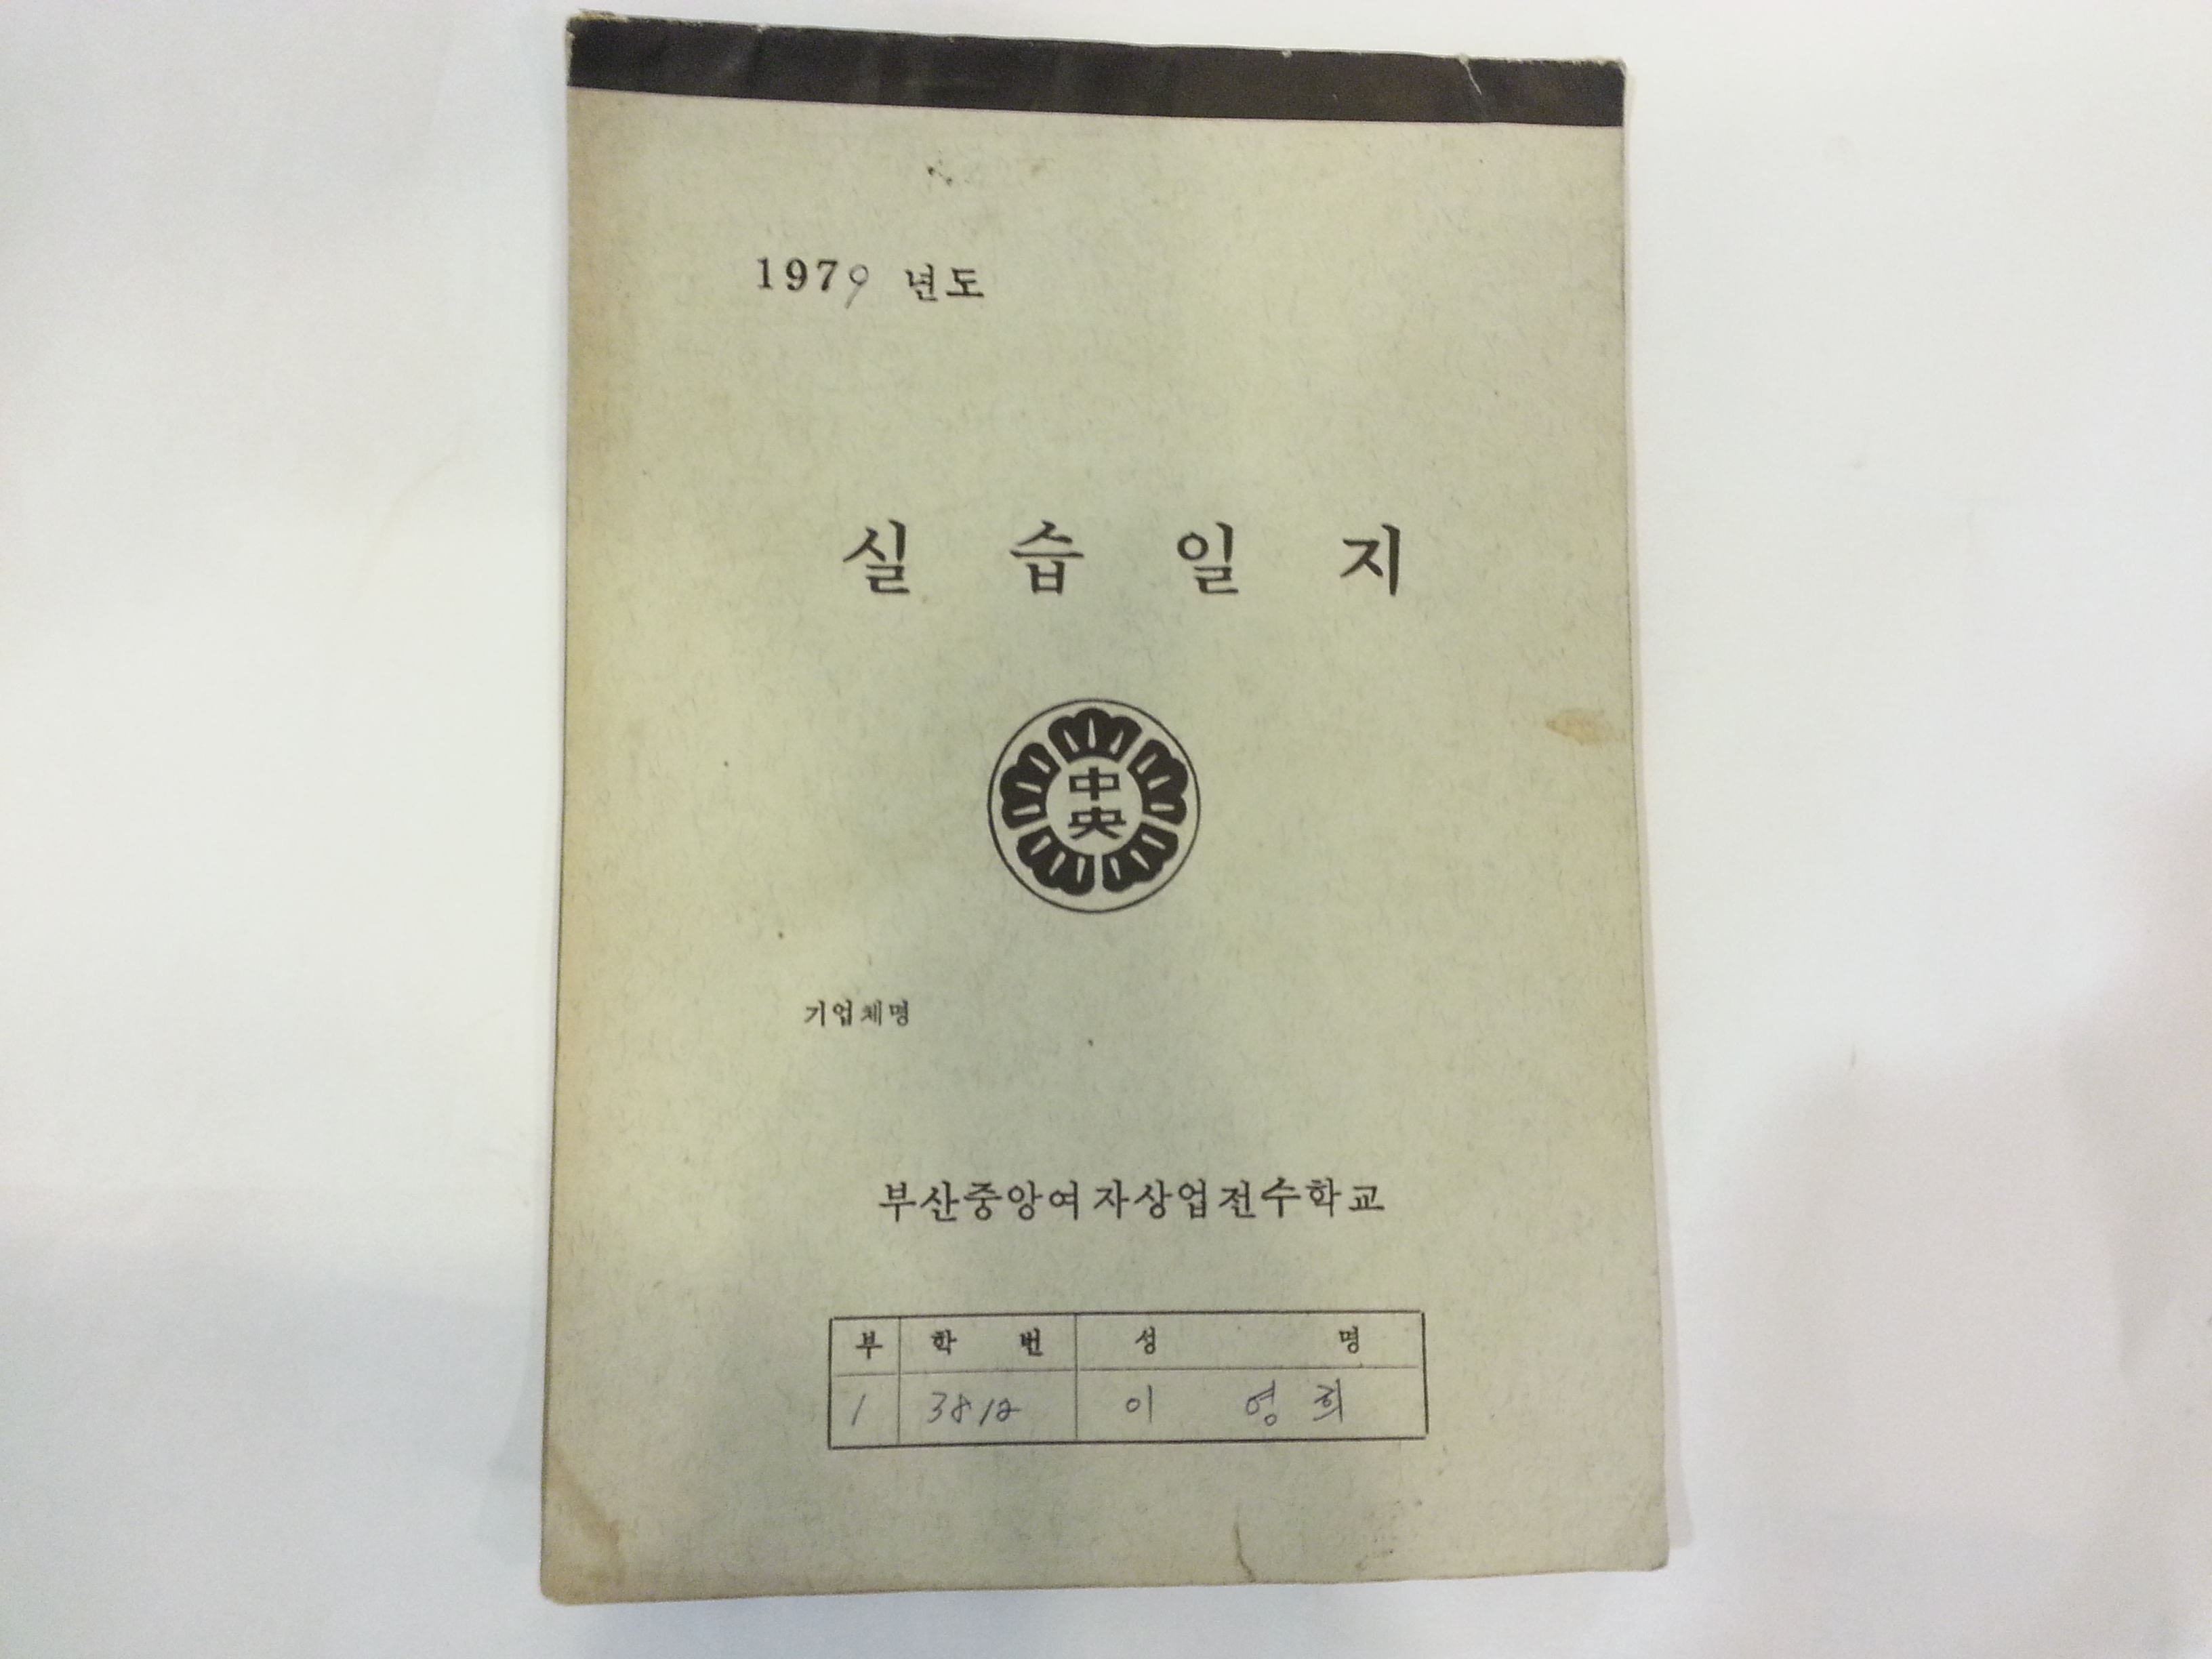 1979 년도
실 습 일 지
中
央
기업체명
부산중앙여자상업전수학교
부 학 번 성 명
1 3812 이 영 희